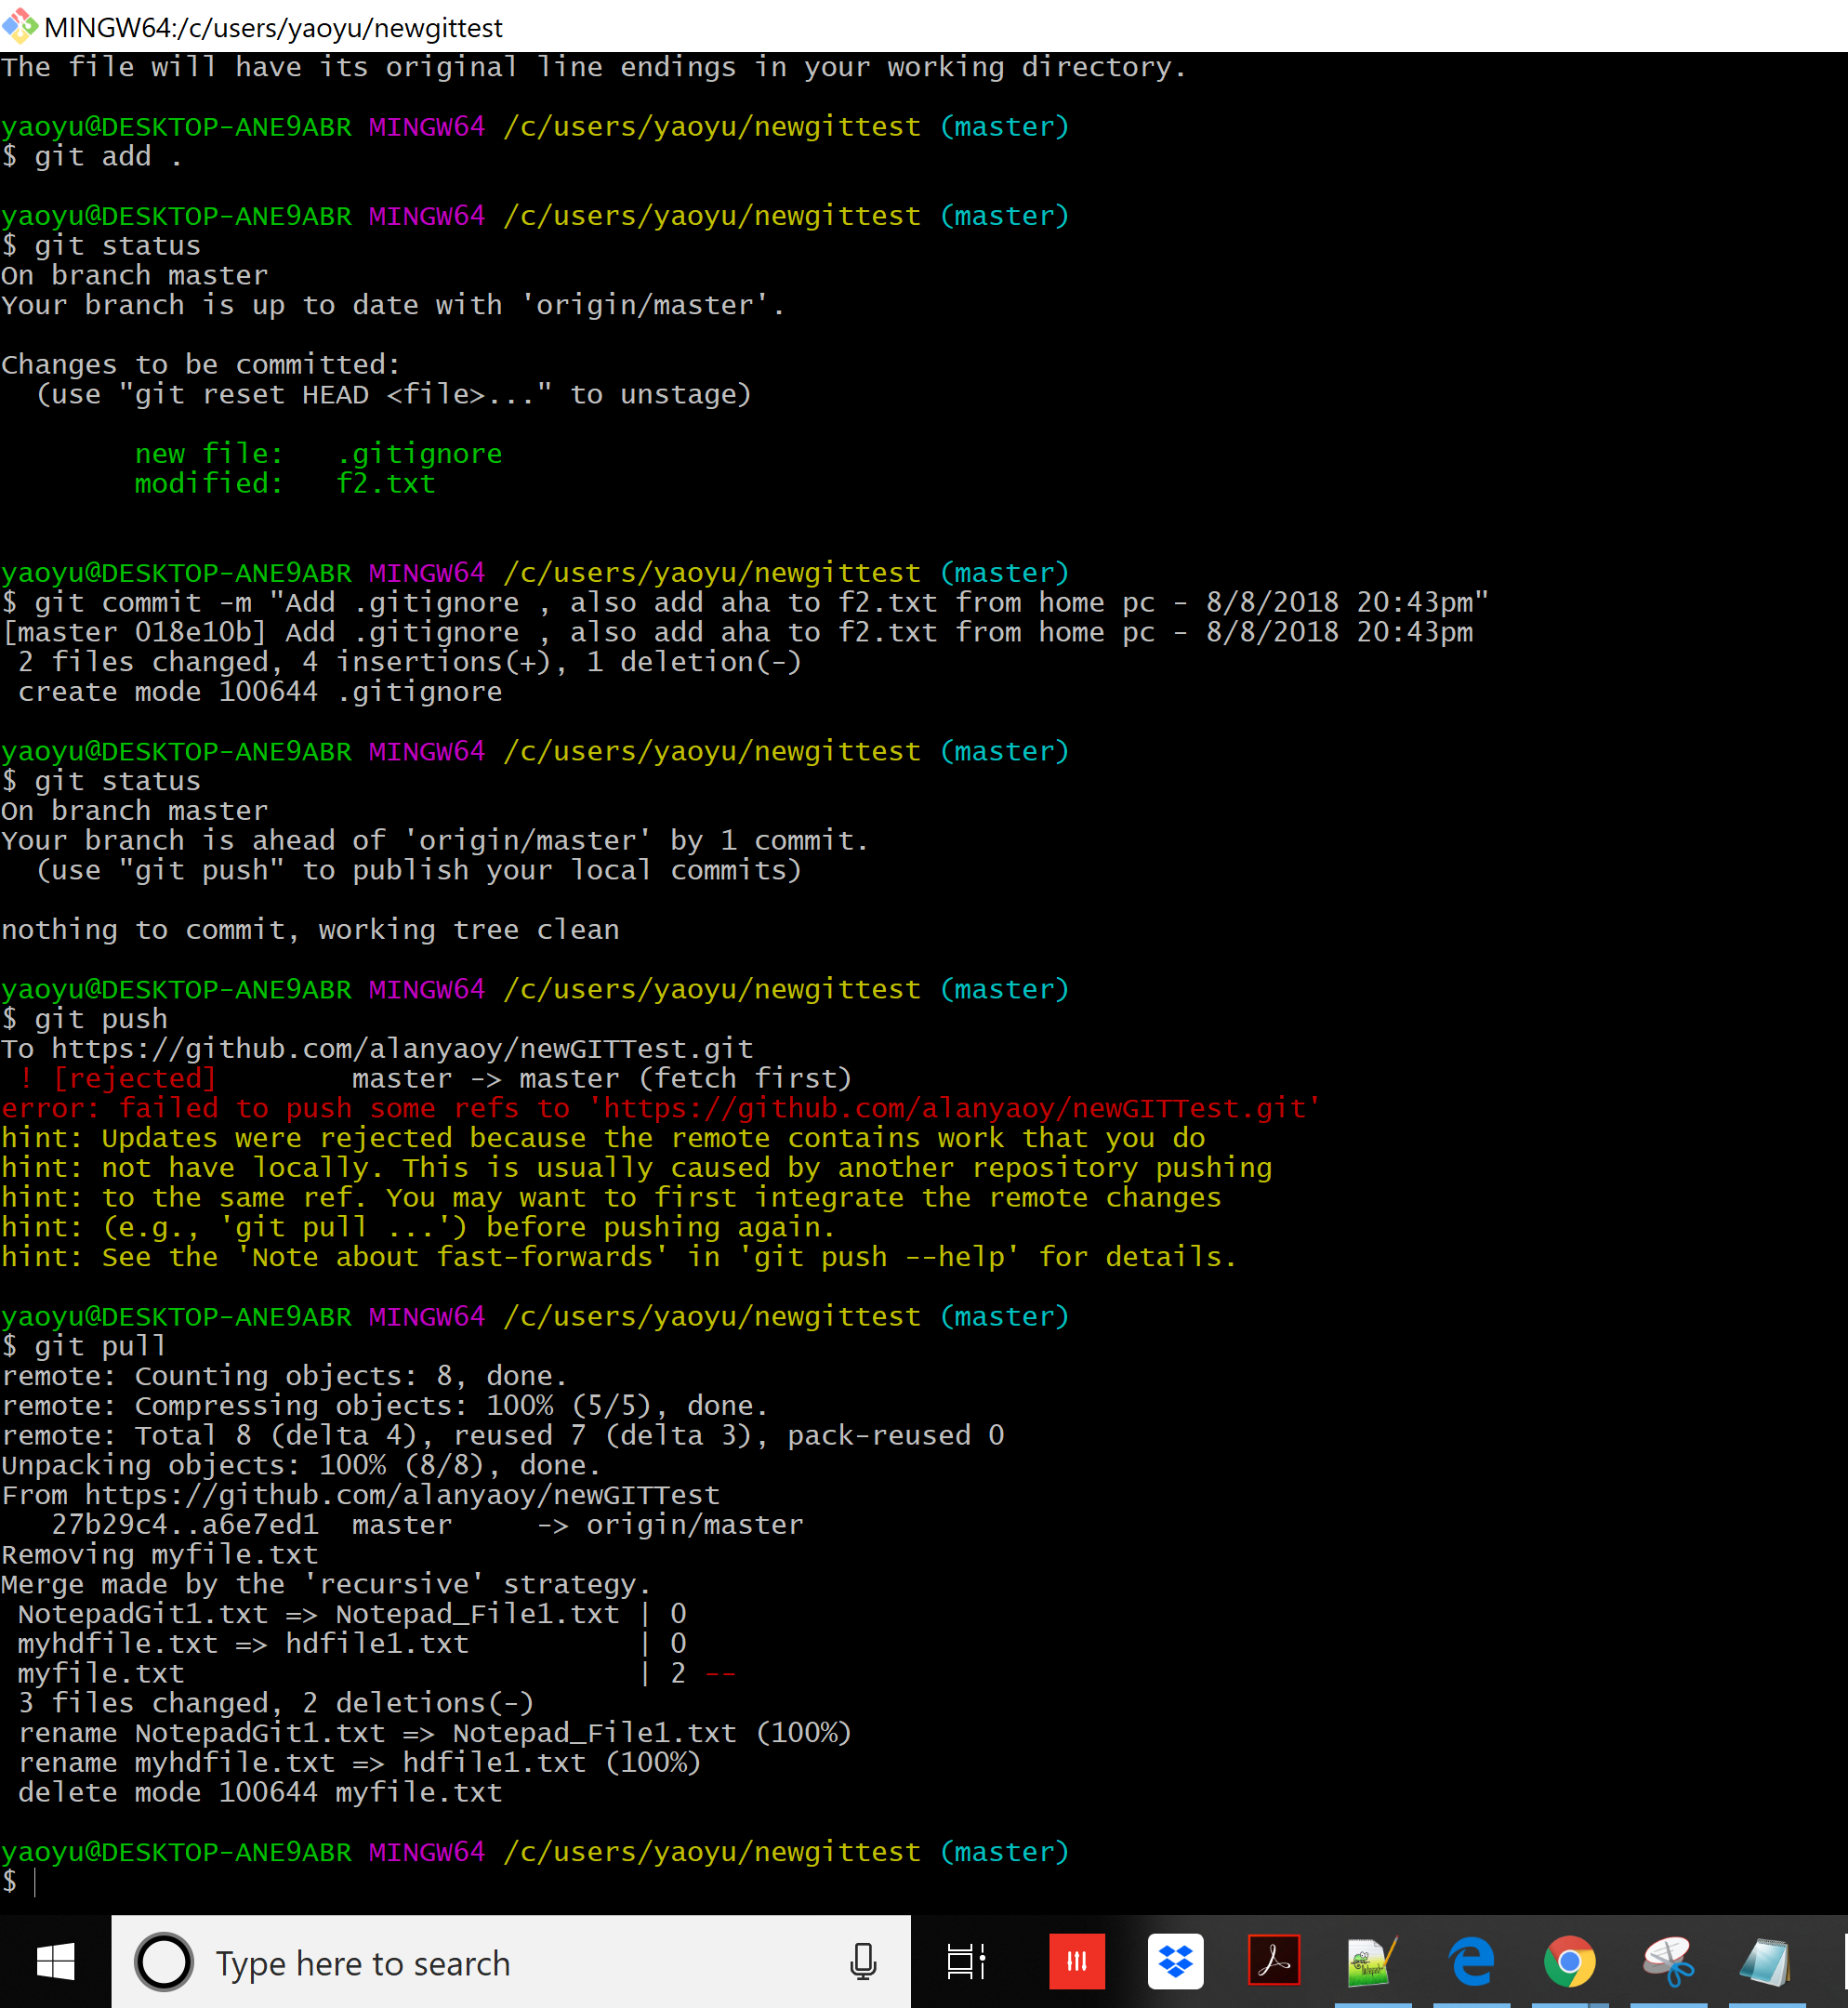 MINGW64:/c/users/yaoyu/newgittest
The file will have its original line endings in your working directory.
yaoyu@DESKTOP-ANE9ABR MINGW64 /c/users/yaoyu/newgittest (master)
$ git add .
yaoyu@DESKTOP-ANE9ABR MINGW64 /c/users/yaoyu/newgittest (master)
$ git status
On branch master
Your branch is up to date with 'origin/master'.
Changes to be committed:
  (use "git reset HEAD <file>..." to unstage)
        new file:   .gitignore
        modified:   f2.txt
yaoyu@DESKTOP-ANE9ABR MINGW64 /c/users/yaoyu/newgittest (master)
$ git commit -m "Add .gitignore , also add aha to f2.txt from home pc - 8/8/2018 20:43pm"
[master 018e10b] Add .gitignore , also add aha to f2.txt from home pc - 8/8/2018 20:43pm
 2 files changed, 4 insertions(+), 1 deletion(-)
 create mode 100644 .gitignore
yaoyu@DESKTOP-ANE9ABR MINGW64 /c/users/yaoyu/newgittest (master)
$ git status
On branch master
Your branch is ahead of 'origin/master' by 1 commit.
  (use "git push" to publish your local commits)
nothing to commit, working tree clean
yaoyu@DESKTOP-ANE9ABR MINGW64 /c/users/yaoyu/newgittest (master)
$ git push
To https://github.com/alanyaoy/newGITTest.git
 ! [rejected]        master -> master (fetch first)
error: failed to push some refs to 'https://github.com/alanyaoy/newGITTest.git'
hint: Updates were rejected because the remote contains work that you do
hint: not have locally. This is usually caused by another repository pushing
hint: to the same ref. You may want to first integrate the remote changes
hint: (e.g., 'git pull ...') before pushing again.
hint: See the 'Note about fast-forwards' in 'git push --help' for details.
yaoyu@DESKTOP-ANE9ABR MINGW64 /c/users/yaoyu/newgittest (master)
$ git pull
remote: Counting objects: 8, done.
remote: Compressing objects: 100% (5/5), done.
remote: Total 8 (delta 4), reused 7 (delta 3), pack-reused 0
Unpacking objects: 100% (8/8), done.
From https://github.com/alanyaoy/newGITTest
   27b29c4..a6e7ed1  master     -> origin/master
Removing myfile.txt
Merge made by the 'recursive' strategy.
 NotepadGit1.txt => Notepad_File1.txt | 0
 myhdfile.txt => hdfile1.txt          | 0
 myfile.txt                           | 2 --
 3 files changed, 2 deletions(-)
 rename NotepadGit1.txt => Notepad_File1.txt (100%)
 rename myhdfile.txt => hdfile1.txt (100%)
 delete mode 100644 myfile.txt
yaoyu@DESKTOP-ANE9ABR MINGW64 /c/users/yaoyu/newgittest (master)
$
Type here to search